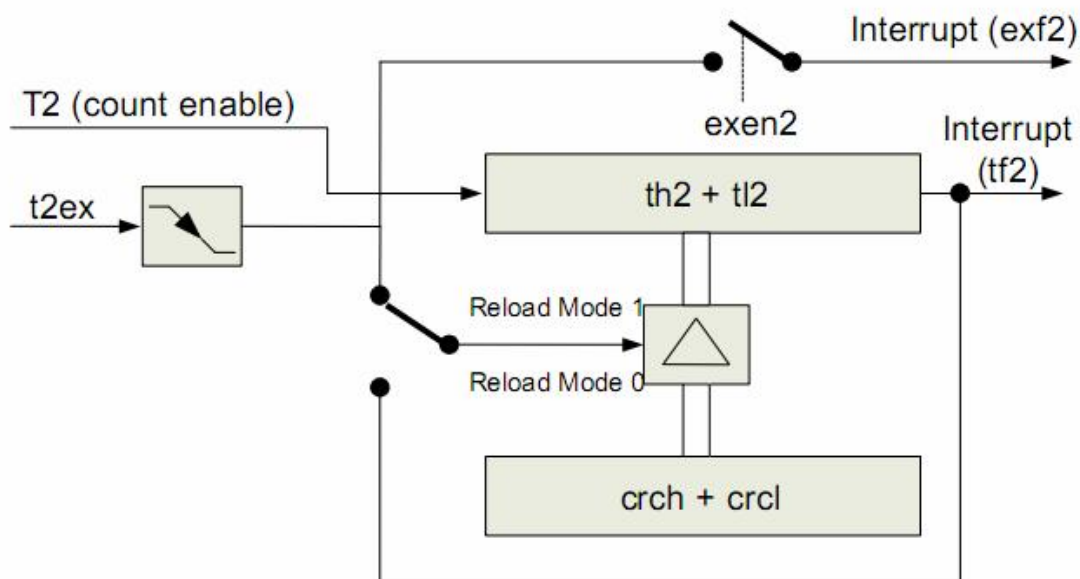 Interrupt (exf2)
T2 (count enable)
exen2
Interrupt
(tf2)
th2 + tl2
t2ex
Reload Mode 1
Reload Mode 0
crch + crcl